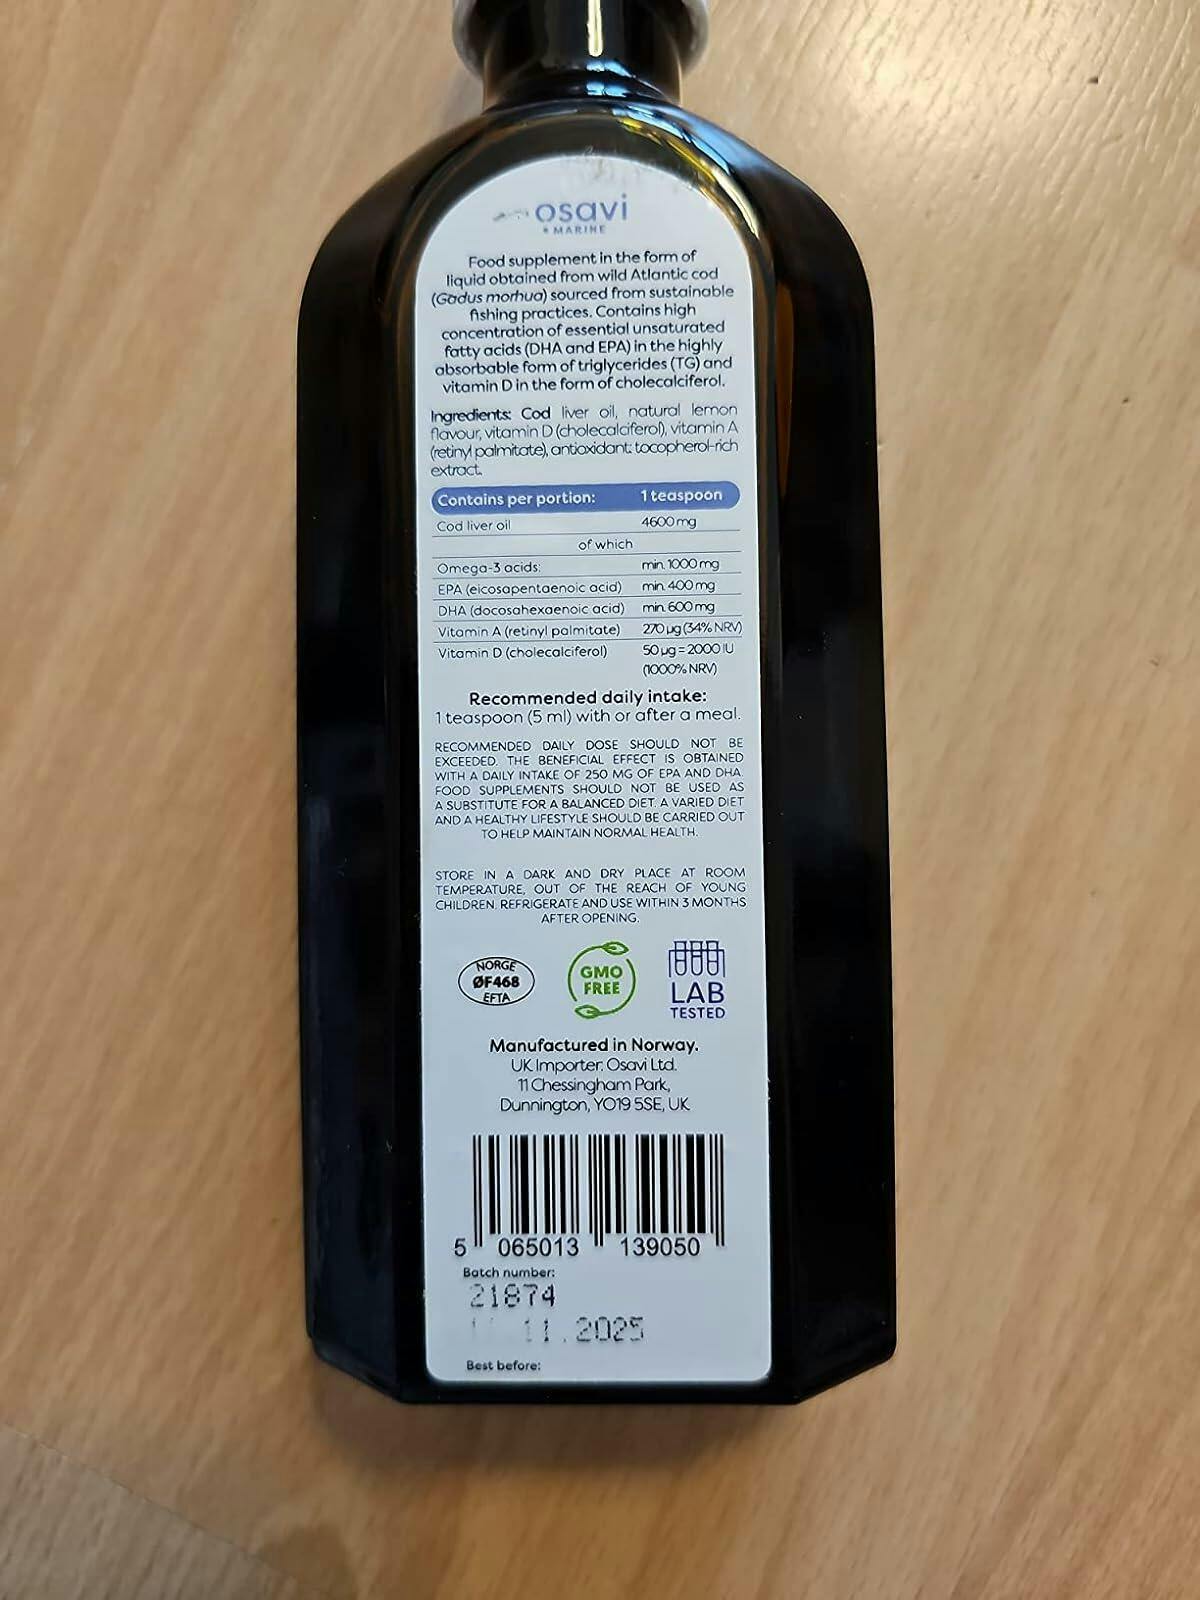 osavi
MARINE
Food supplement in the form of
liquid obtained from wild Atlantic cod
(Gadus morhua) sourced from sustainable
fishing practices. Contains high
concentration of essential unsaturated
fatty acids (DHA and EPA) in the highly
absorbable form of triglycerides (TG) and
vitamin D in the form of cholecalciferol.
Ingredients: Cod liver oil, natural lemon
flavour, vitamin D (cholecalciferol), vitamin A
(retinyl palmitate), antioxidant: tocopherol-rich
extract.
Contains per portion: 1 teaspoon
Cod liver oil 4600 mg
of which
Omega-3 acids: min. 1000 mg
EPA (eicosapentaenoic acid) min. 400 mg
DHA (docosahexaenoic acid) min. 600 mg
Vitamin A (retinyl palmitate) 270 µg (34% NRV)
Vitamin D (cholecalciferol) 50 µg = 2000 IU
(1000% NRV)
Recommended daily intake:
1 teaspoon (5 ml) with or after a meal.
RECOMMENDED DAILY DOSE SHOULD NOT BE
EXCEEDED. THE BENEFICIAL EFFECT IS OBTAINED
WITH A DAILY INTAKE OF 250 MG OF EPA AND DHA.
FOOD SUPPLEMENTS SHOULD NOT BE USED AS
A SUBSTITUTE FOR A BALANCED DIET. A VARIED DIET
AND A HEALTHY LIFESTYLE SHOULD BE CARRIED OUT
TO HELP MAINTAIN NORMAL HEALTH.
STORE IN A DARK AND DRY PLACE AT ROOM
TEMPERATURE, OUT OF THE REACH OF YOUNG
CHILDREN. REFRIGERATE AND USE WITHIN 3 MONTHS
AFTER OPENING.
NORGE
ØF468
EFTA
GMO
FREE
LAB
TESTED
Manufactured in Norway.
UK Importer: Osavi Ltd.
11 Chessingham Park,
Dunnington, YO19 5SE, UK
5 065013 139050
Batch number:
21874
11.2025
Best before: